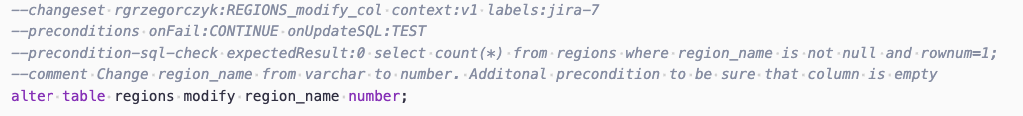 --changeset rgrzegorczyk:REGIONS_modify_col context:v1 labels:jira-7
--preconditions onFail:CONTINUE onUpdateSQL:TEST
--precondition-sql-check expectedResult:0 select count(*) from regions where region_name is not null and rownum=1;
--comment Change region_name from varchar to number. Additonal precondition to be sure that column is empty
alter table regions modify region_name number;